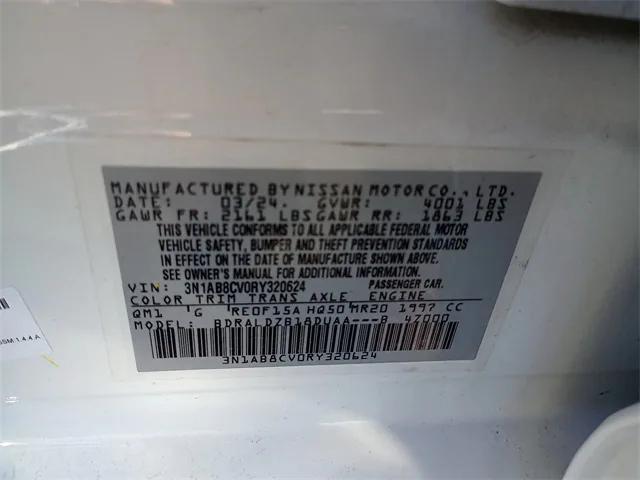 MANUFACTURED BY NISSAN MOTOR CO., LTD.
DATE: 03/24. GVWR: 4001 LBS
GAWR FR: 2161 LBS GAWR RR: 1863 LBS
THIS VEHICLE CONFORMS TO ALL APPLICABLE FEDERAL MOTOR
VEHICLE SAFETY, BUMPER AND THEFT PREVENTION STANDARDS
IN EFFECT ON THE DATE OF MANUFACTURE SHOWN ABOVE.
SEE OWNER'S MANUAL FOR ADDITIONAL INFORMATION.
VIN: 3N1AB8CV0RY320624 PASSENGER CAR.
COLOR TRIM TRANS AXLE ENGINE
QM1 G RE0F15A HQ50 MR20 1997 CC
MODEL: BDRALDZB18DUAA---B 47000
3N1AB8CV0RY320624